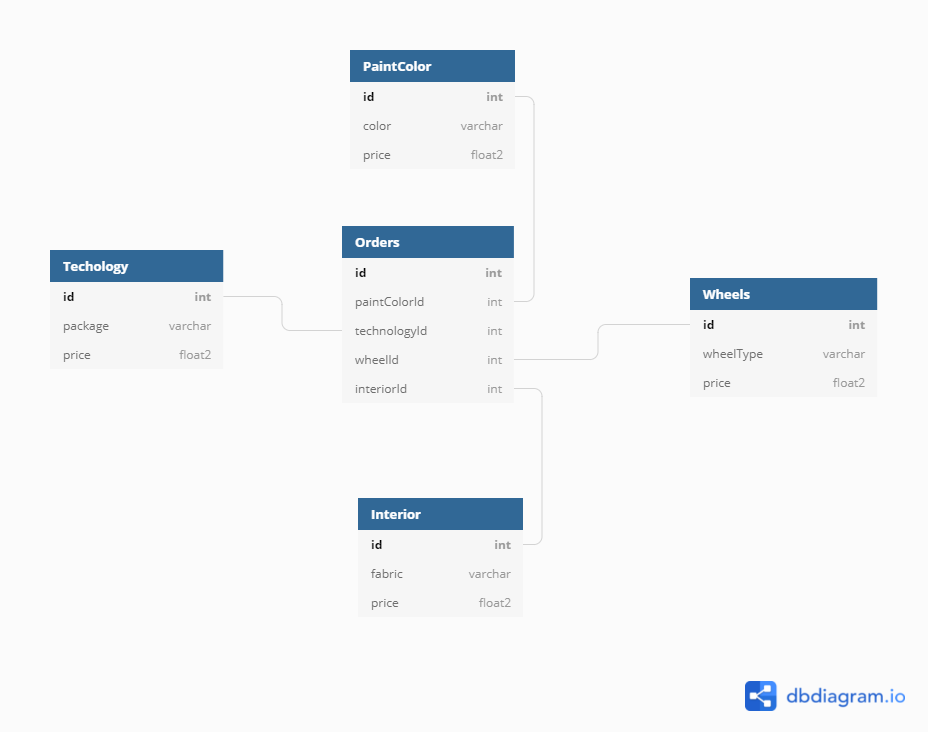 PaintColor
id int
color varchar
price float2
Orders
id int
paintColorId int
technologyId int
wheelId int
interiorId int
Techology
id int
package varchar
price float2
Wheels
id int
wheelType varchar
price float2
Interior
id int
fabric varchar
price float2
dbdiagram.io